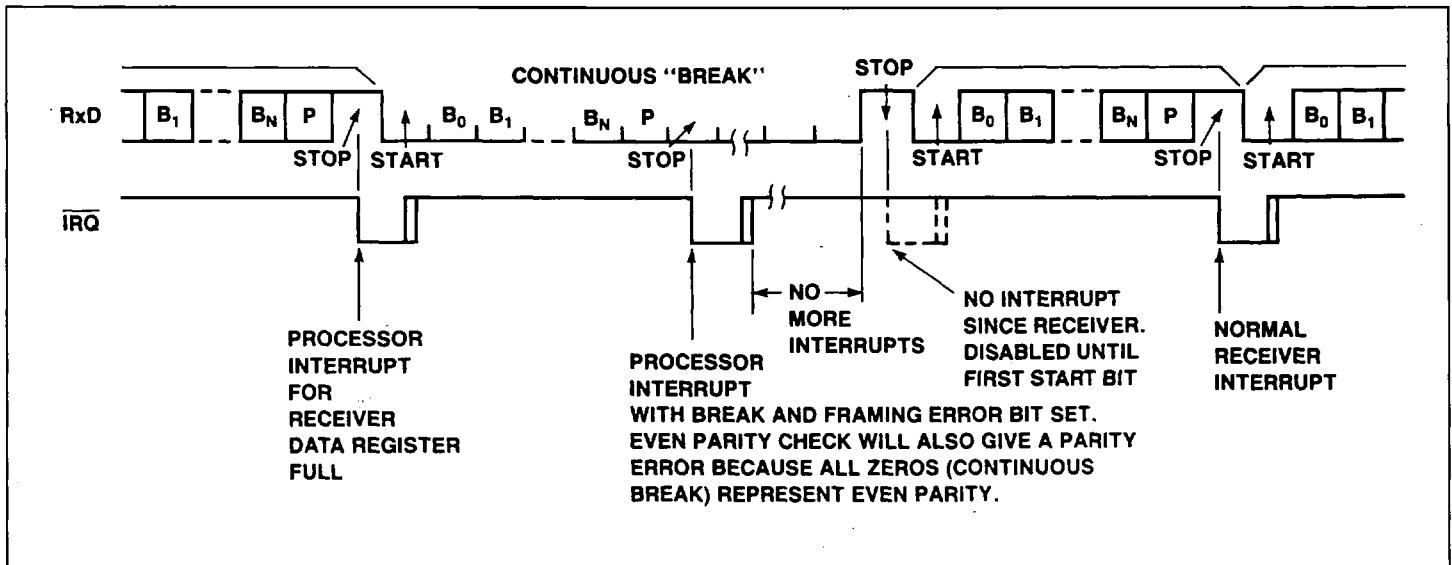 CONTINUOUS "BREAK"
STOP
RxD
B1
BN
P
B0
B1
BN
P
B0
B1
BN
P
B0
B1
STOP
START
STOP
START
STOP
START
IRQ
PROCESSOR
INTERRUPT
FOR
RECEIVER
DATA REGISTER
FULL
PROCESSOR
INTERRUPT
WITH BREAK AND FRAMING ERROR BIT SET.
EVEN PARITY CHECK WILL ALSO GIVE A PARITY
ERROR BECAUSE ALL ZEROS (CONTINUOUS
BREAK) REPRESENT EVEN PARITY.
NO
MORE
INTERRUPTS
NO INTERRUPT
SINCE RECEIVER.
DISABLED UNTIL
FIRST START BIT
NORMAL
RECEIVER
INTERRUPT